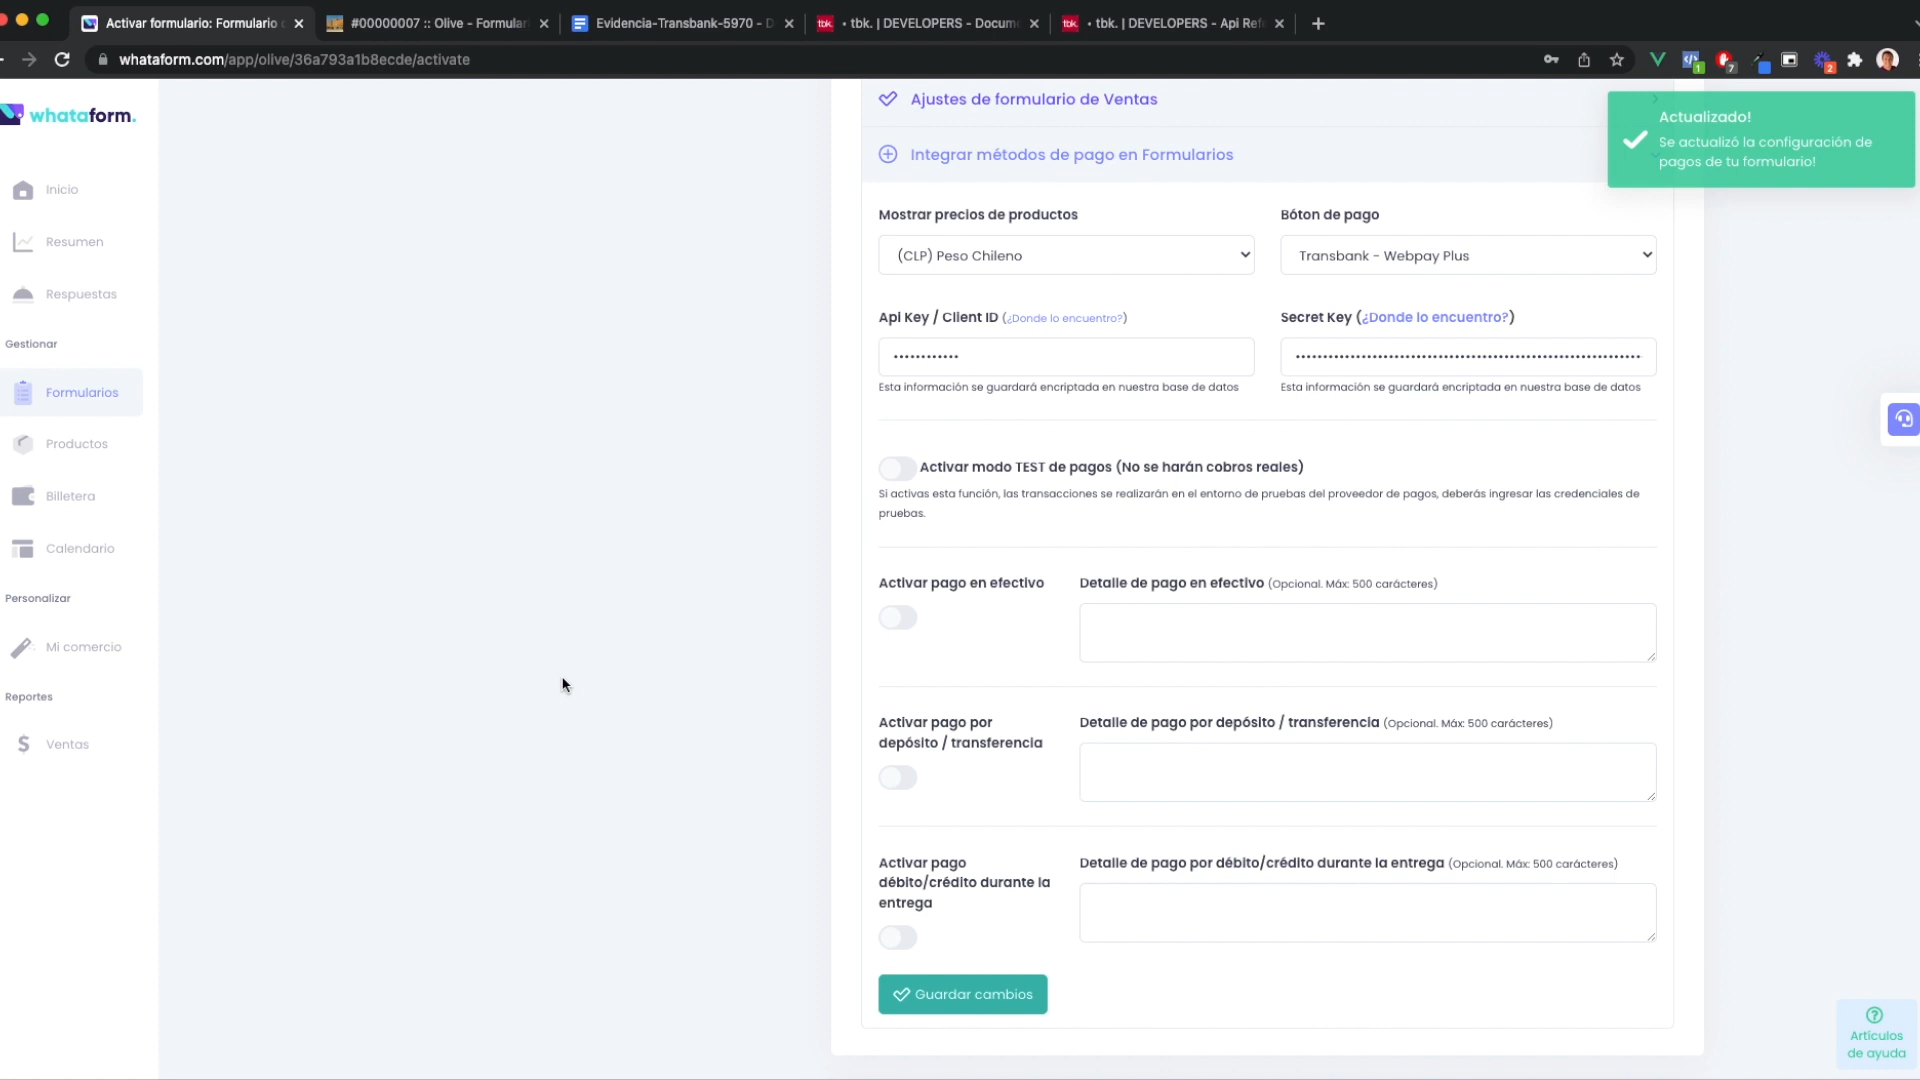 Activar formulario: Formulario
#00000007 :: Olive - Formular
Evidencia-Transbank-5970 - D
tbk. • tbk. | DEVELOPERS - Docum
tbk. • tbk. | DEVELOPERS - Api Ref
whataform.com/app/olive/36a793a1b8ecde/activate
1
7
2
whataform.
Inicio
Resumen
Respuestas
Gestionar
Formularios
Productos
Billetera
Calendario
Personalizar
Mi comercio
Reportes
Ventas
Ajustes de formulario de Ventas
Integrar métodos de pago en Formularios
Actualizado!
Se actualizó la configuración de
pagos de tu formulario!
Mostrar precios de productos
Bóton de pago
(CLP) Peso Chileno
Transbank - Webpay Plus
Api Key / Client ID (¿Donde lo encuentro?)
Secret Key (¿Donde lo encuentro?)
Esta información se guardará encriptada en nuestra base de datos
Esta información se guardará encriptada en nuestra base de datos
Activar modo TEST de pagos (No se harán cobros reales)
Si activas esta función, las transacciones se realizarán en el entorno de pruebas del proveedor de pagos, deberás ingresar las credenciales de
pruebas.
Activar pago en efectivo
Detalle de pago en efectivo (Opcional. Máx: 500 carácteres)
Activar pago por
depósito / transferencia
Detalle de pago por depósito / transferencia (Opcional. Máx: 500 carácteres)
Activar pago
débito/crédito durante la
entrega
Detalle de pago por débito/crédito durante la entrega (Opcional. Máx: 500 carácteres)
Guardar cambios
Artículos
de ayuda